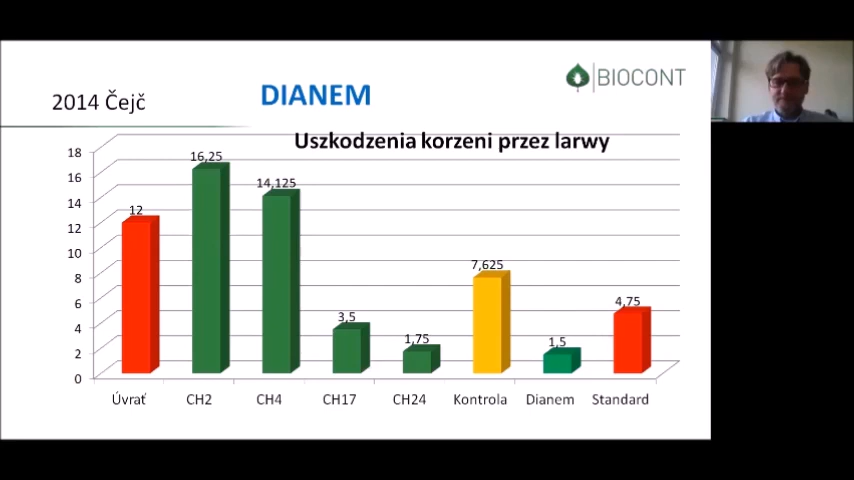 BIOCONT
2014 Čejč
DIANEM
Uszkodzenia korzeni przez larwy
18
16
14
12
10
8
6
4
2
0
12
16,25
14,125
3,5
1,75
7,625
1,5
4,75
Úvrať
CH2
CH4
CH17
CH24
Kontrola
Dianem
Standard